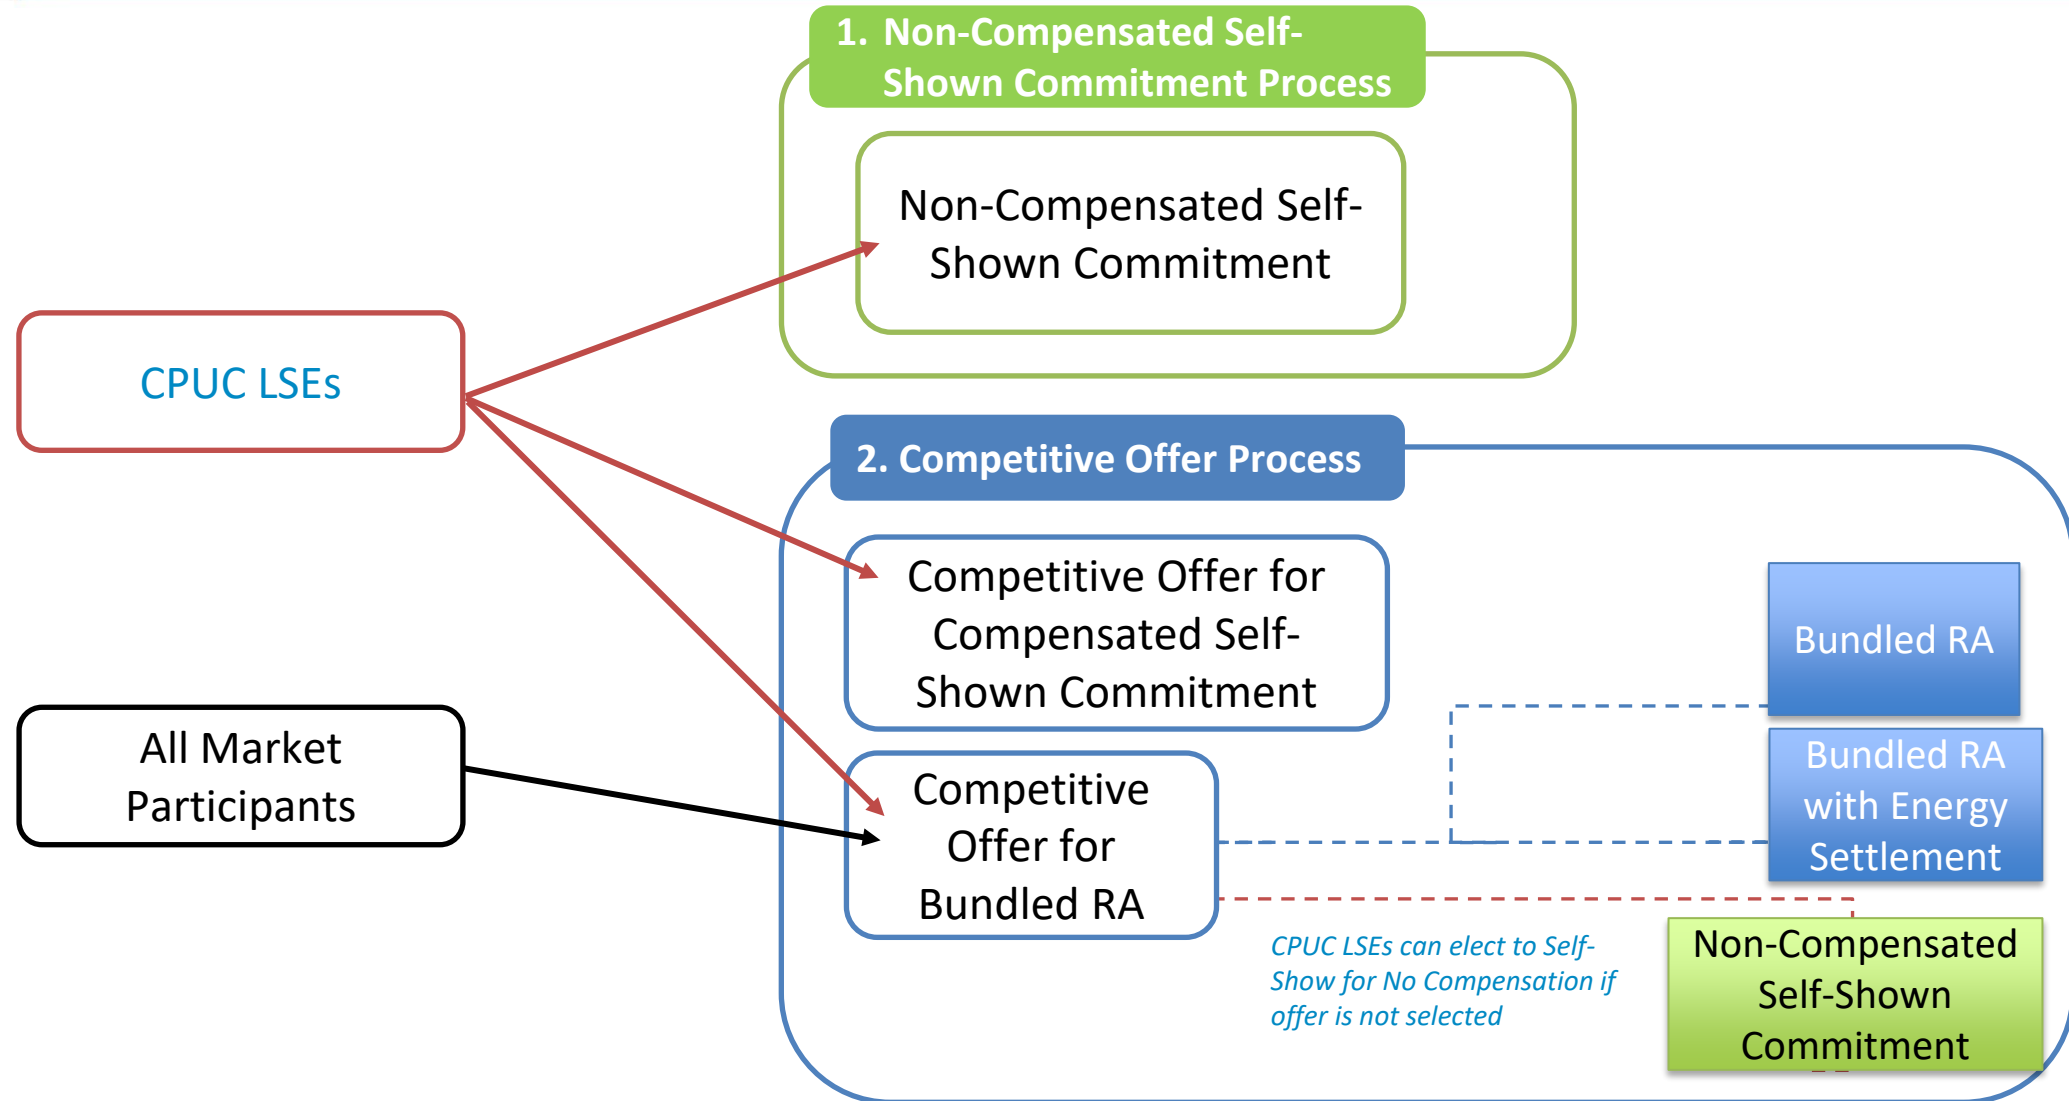 1. Non-Compensated Self-
Shown Commitment Process
Non-Compensated Self-
Shown Commitment
CPUC LSEs
2. Competitive Offer Process
Competitive Offer for
Compensated Self-
Shown Commitment
Bundled RA
All Market
Participants
Competitive
Offer for
Bundled RA
Bundled RA
with Energy
Settlement
CPUC LSEs can elect to Self-
Show for No Compensation if
offer is not selected
Non-Compensated
Self-Shown
Commitment